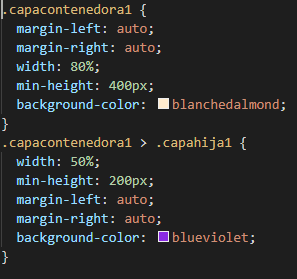 .capacontenedora1 {
  margin-left: auto;
  margin-right: auto;
  width: 80%;
  min-height: 400px;
  background-color: blanchedalmond;
}
.capacontenedora1 > .capahija1 {
  width: 50%;
  min-height: 200px;
  margin-left: auto;
  margin-right: auto;
  background-color: blueviolet;
}